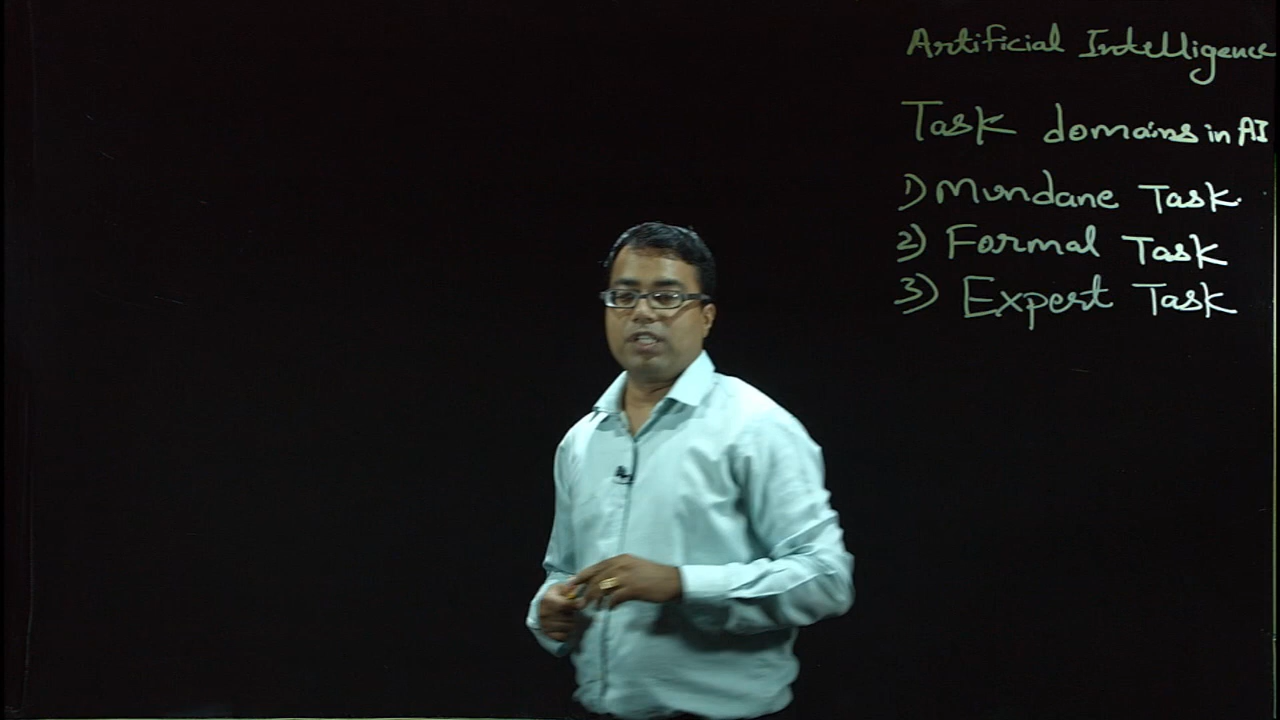 Artificial Intelligence
Task domains in AI
1) Mundane Task.
2) Formal Task
3) Expert Task